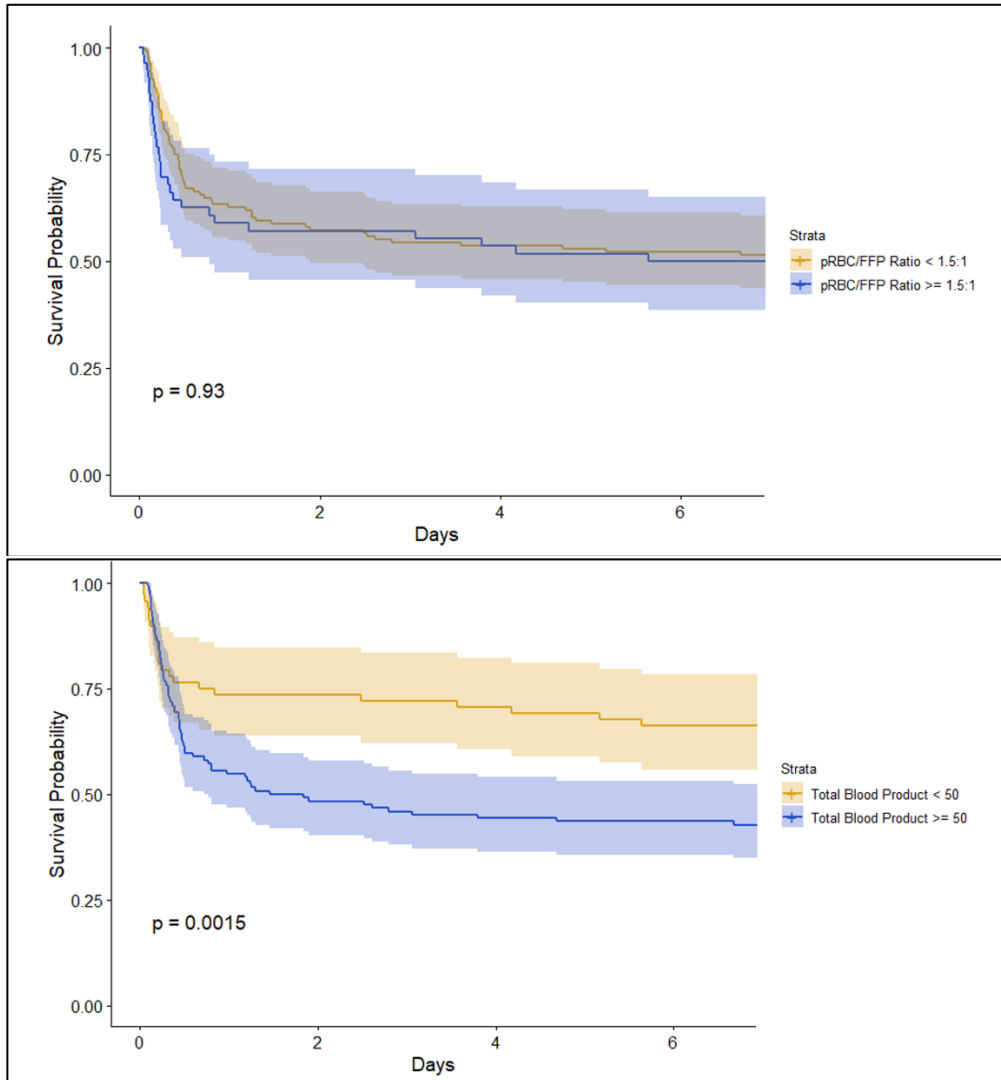 1.00
0.75
0.50
0.25
0.00
Survival Probability
p = 0.93
0 2 4 6
Days
Strata
pRBC/FFP Ratio < 1.5:1
pRBC/FFP Ratio >= 1.5:1
1.00
0.75
0.50
0.25
0.00
Survival Probability
p = 0.0015
0 2 4 6
Days
Strata
Total Blood Product < 50
Total Blood Product >= 50